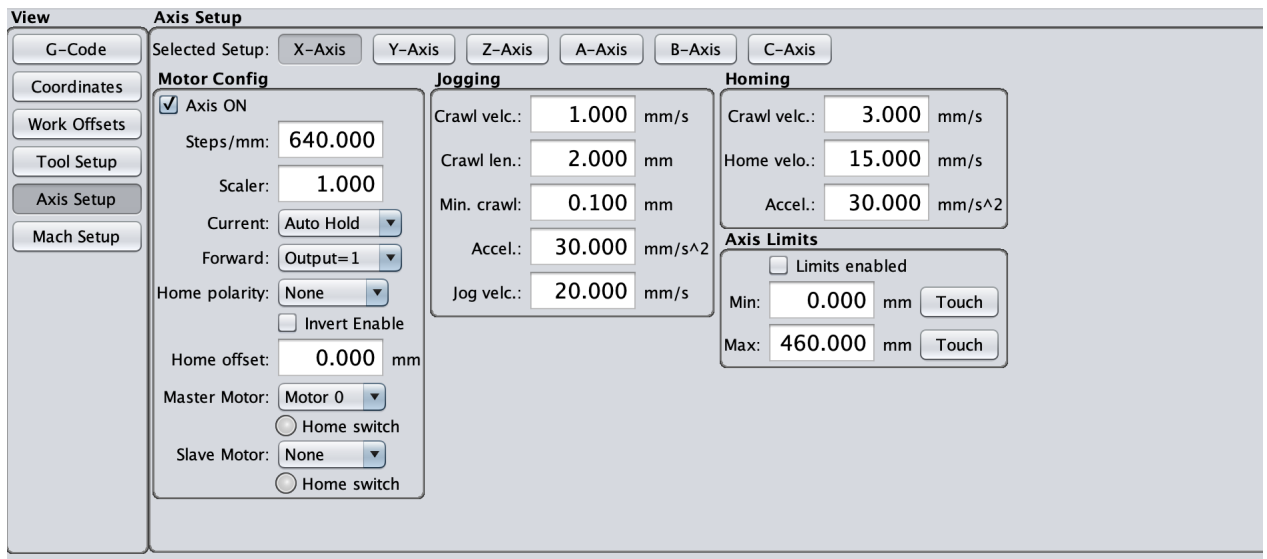 View
G-Code
Coordinates
Work Offsets
Tool Setup
Axis Setup
Mach Setup
Axis Setup
Selected Setup: X-Axis Y-Axis Z-Axis A-Axis B-Axis C-Axis
Motor Config
Axis ON
Steps/mm: 640.000
Scaler: 1.000
Current: Auto Hold
Forward: Output=1
Home polarity: None
Invert Enable
Home offset: 0.000 mm
Master Motor: Motor 0
Home switch
Slave Motor: None
Home switch
Jogging
Crawl velc.: 1.000 mm/s
Crawl len.: 2.000 mm
Min. crawl: 0.100 mm
Accel.: 30.000 mm/s^2
Jog velc.: 20.000 mm/s
Homing
Crawl velc.: 3.000 mm/s
Home velo.: 15.000 mm/s
Accel.: 30.000 mm/s^2
Axis Limits
Limits enabled
Min: 0.000 mm Touch
Max: 460.000 mm Touch